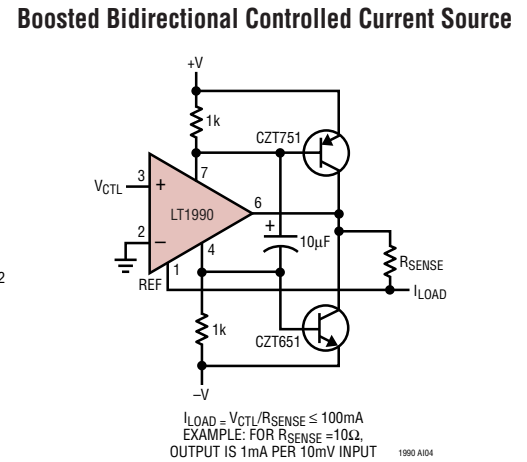 Boosted Bidirectional Controlled Current Source
+V
1k
CZT751
7
VCTL 3 +
LT1990
6
2 –
+
10µF
4
RSENSE
REF 1
ILOAD
2
1k
CZT651
–V
ILOAD = VCTL/RSENSE ≤ 100mA
EXAMPLE: FOR RSENSE =10Ω,
OUTPUT IS 1mA PER 10mV INPUT
1990 AI04